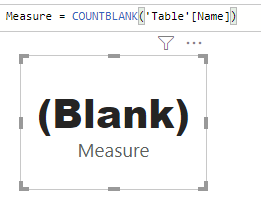 Measure = COUNTBLANK('Table'[Name])
(Blank)
Measure